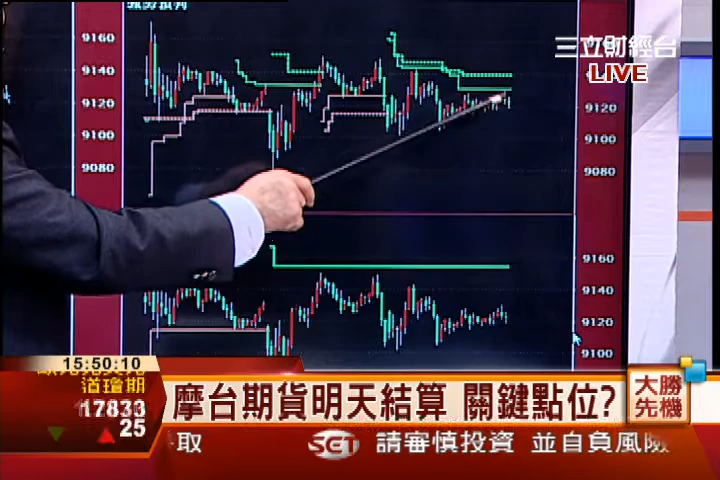 9160
9140
9120
9100
9080
三立財經台
LIVE
9120
9100
9080
9160
9140
9120
9100
15:50:10
道瓊期
17830
25
摩台期貨明天結算 關鍵點位?
大勝
先機
取
SET 請審慎投資 並自負風險